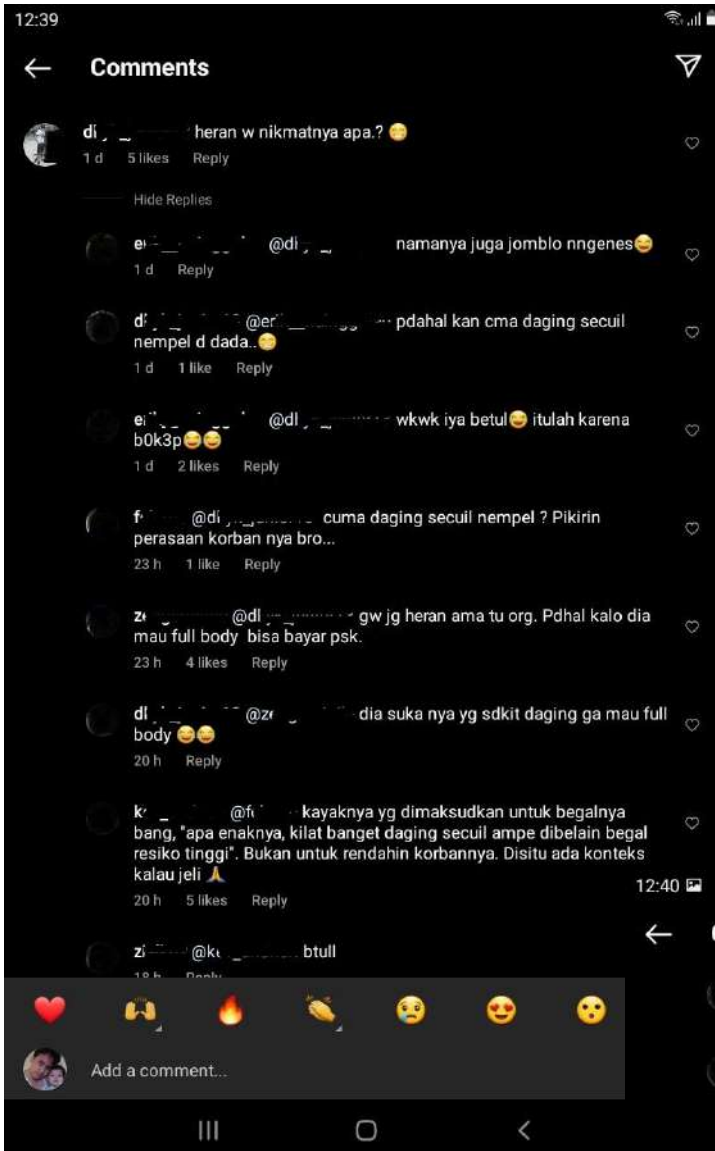 12:39
Comments
heran w nikmatnya apa.? 😁
1 d 5 likes Reply
Hide Replies
namanya juga jomblo nngenes😂
1 d Reply
pdahal kan cma daging secuil
nempel d dada..😁
1 d 1 like Reply
wkwk iya betul😅 itulah karena
b0k3p😂😂
1 d 2 likes Reply
cuma daging secuil nempel ? Pikirin
perasaan korban nya bro...
23 h 1 like Reply
gw jg heran ama tu org. Pdhal kalo dia
mau full body bisa bayar psk.
23 h 4 likes Reply
dia suka nya yg sdkit daging ga mau full
body 😂😂
20 h Reply
kayaknya yg dimaksudkan untuk begalnya
bang, "apa enaknya, kilat banget daging secuil ampe dibelain begal
resiko tinggi". Bukan untuk rendahin korbannya. Disitu ada konteks
kalau jeli 🙏
12:40
20 h 5 likes Reply
btull
18 h Reply
Add a comment...